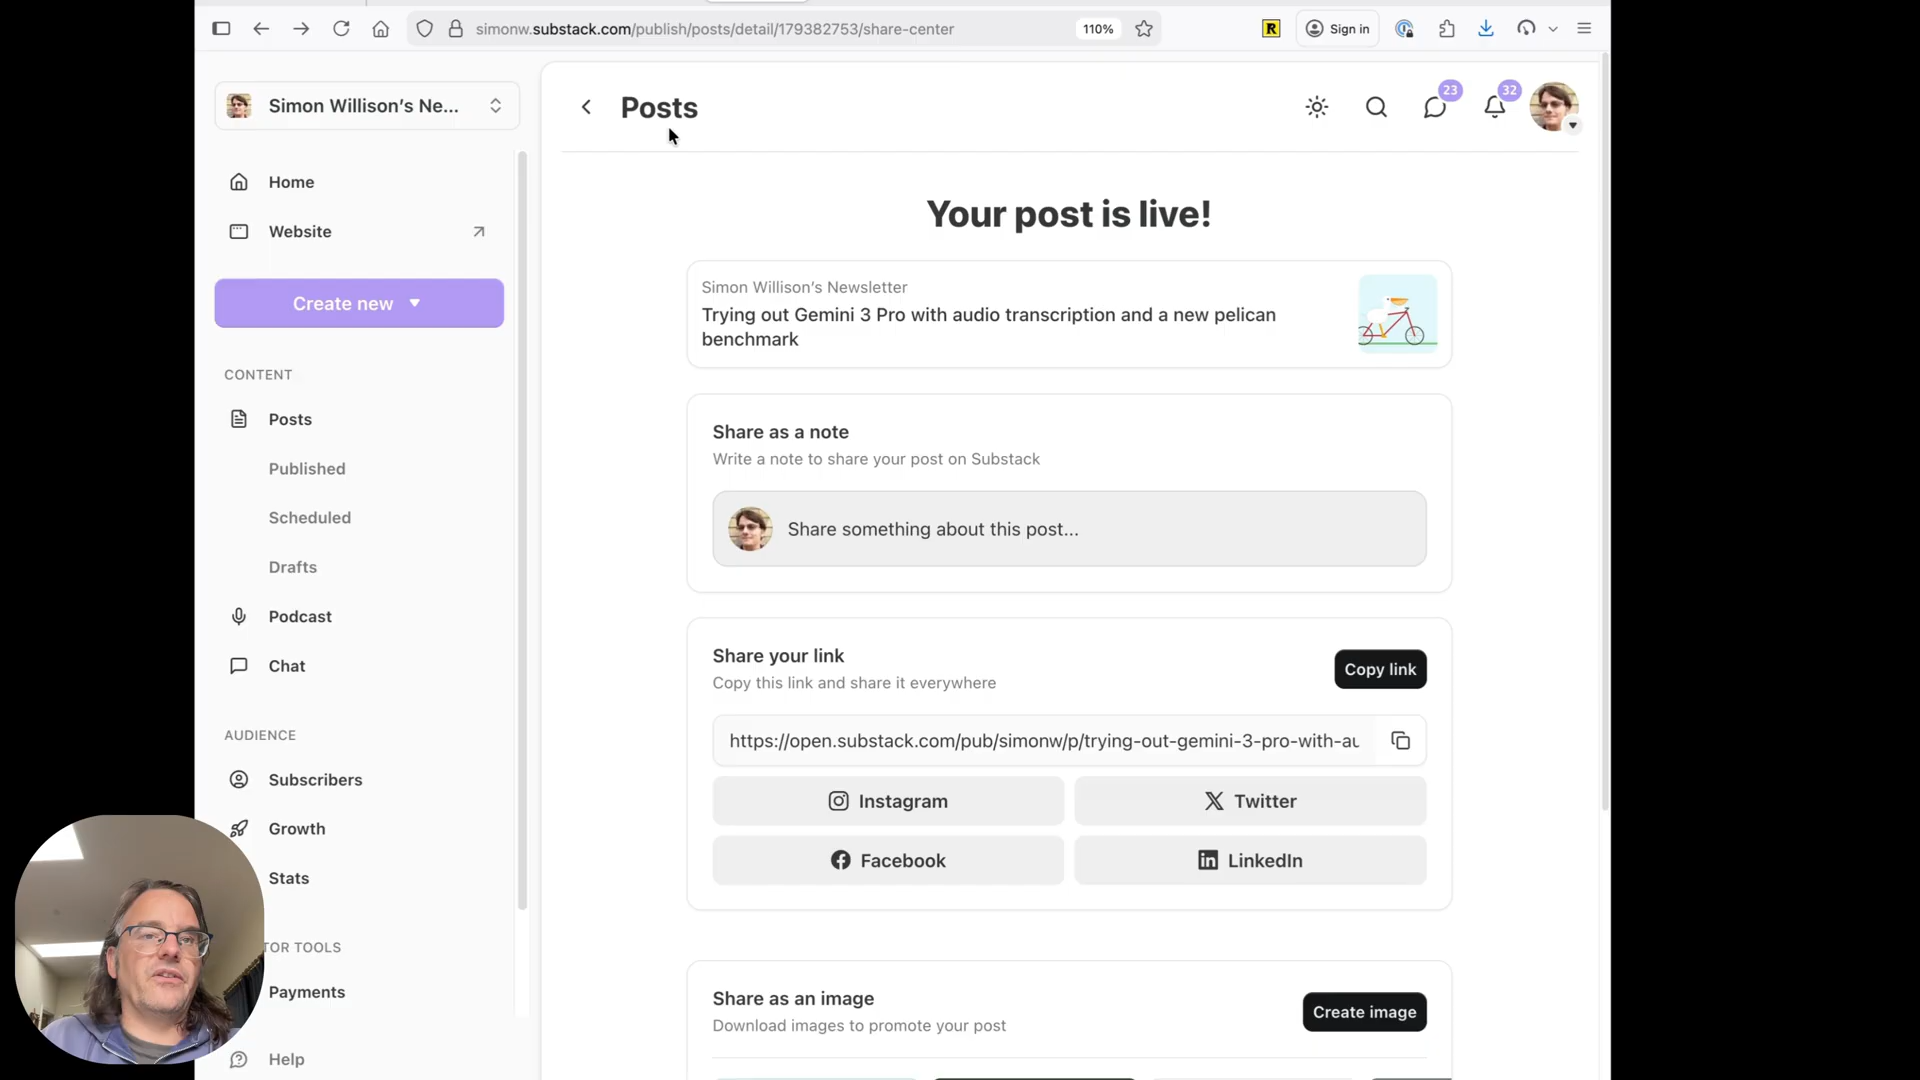 simonw.substack.com/publish/posts/detail/179382753/share-center
110%
R
Sign in
Simon Willison's Ne...
Home
Website
Create new
CONTENT
Posts
Published
Scheduled
Drafts
Podcast
Chat
AUDIENCE
Subscribers
Growth
Stats
TOR TOOLS
Payments
Help
Posts
23
32
Your post is live!
Simon Willison's Newsletter
Trying out Gemini 3 Pro with audio transcription and a new pelican
benchmark
Share as a note
Write a note to share your post on Substack
Share something about this post...
Share your link
Copy this link and share it everywhere
Copy link
https://open.substack.com/pub/simonw/p/trying-out-gemini-3-pro-with-au
Instagram
Twitter
Facebook
LinkedIn
Share as an image
Download images to promote your post
Create image